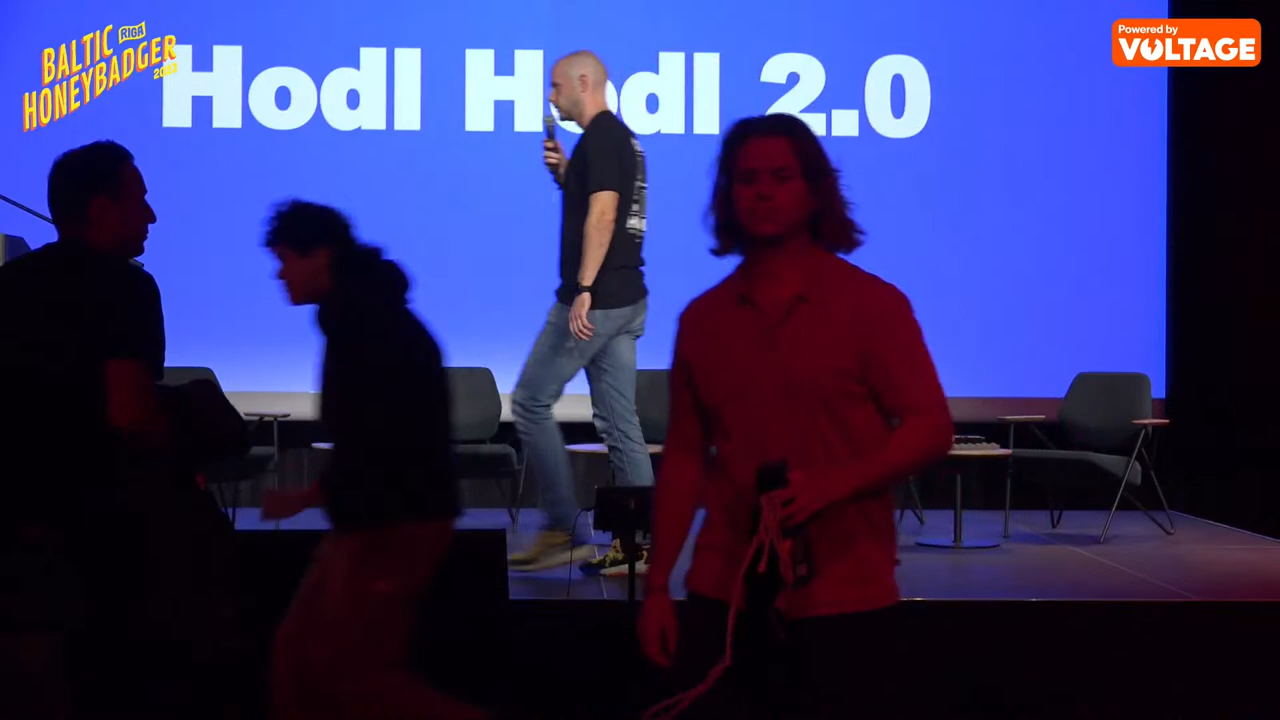 BALTIC RIGA
HONEYBADGER
Hodl Hodl 2.0
Powered by
VOLTAGE